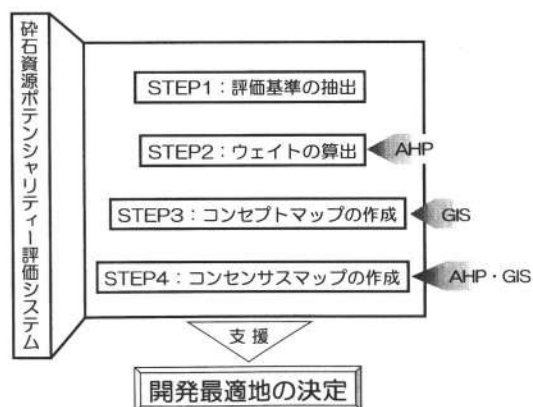 砕石資源ポテンシャリティー評価システム
STEP1：評価基準の抽出
STEP2：ウェイトの算出
AHP
STEP3：コンセプトマップの作成
GIS
STEP4：コンセンサスマップの作成
AHP・GIS
支援
開発最適地の決定